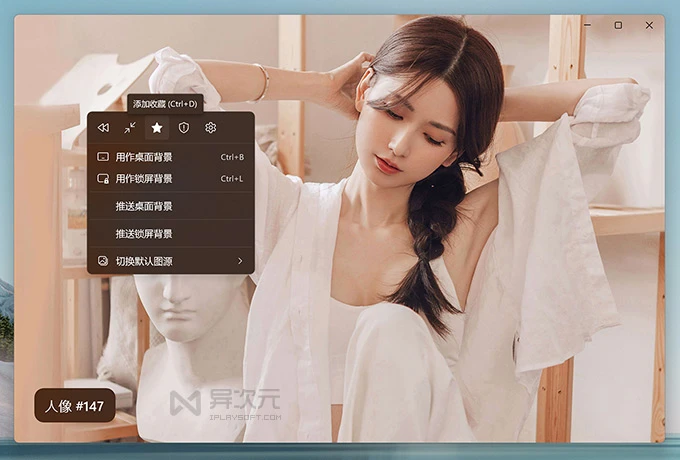 添加收藏 (Ctrl+D)
用作桌面背景 Ctrl+B
用作锁屏背景 Ctrl+L
推送桌面背景
推送锁屏背景
切换默认图源
人像 #147
异次元
IPLAYSOFT.COM